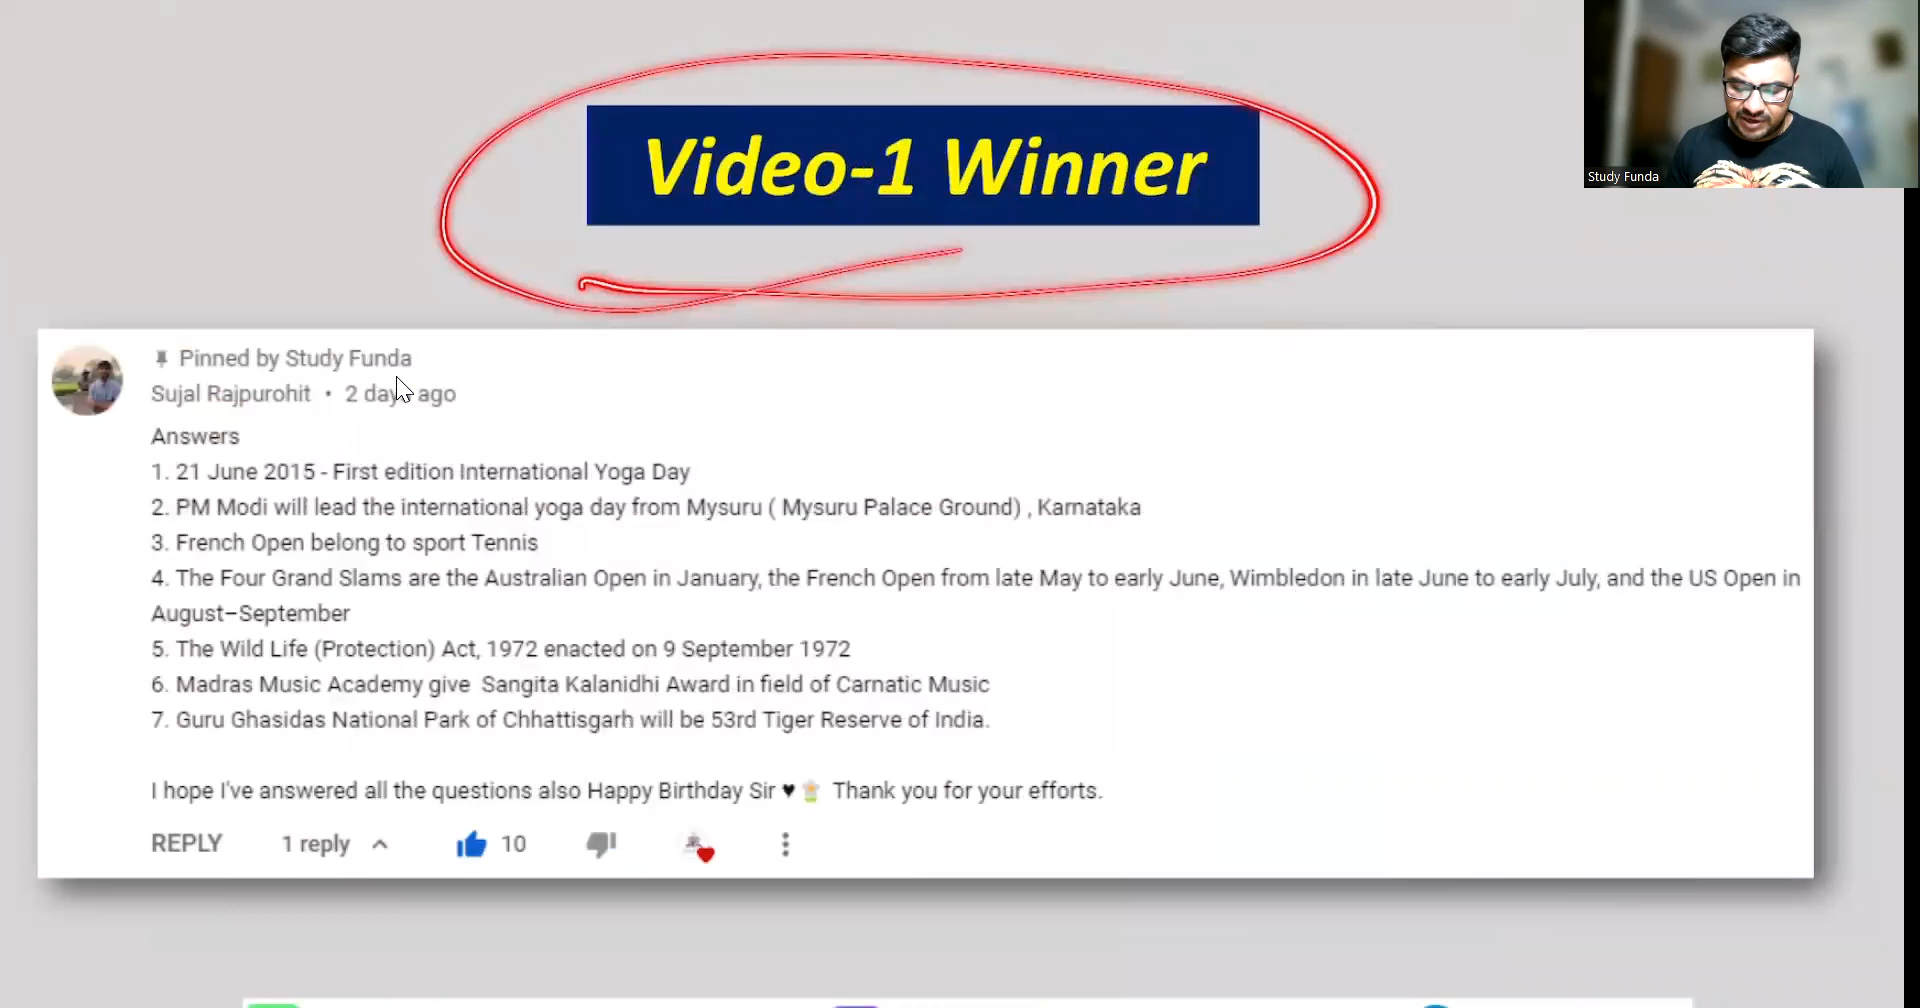 Video-1 Winner
Study Funda
Pinned by Study Funda
Sujal Rajpurohit • 2 days ago
Answers
1. 21 June 2015 - First edition International Yoga Day
2. PM Modi will lead the international yoga day from Mysuru ( Mysuru Palace Ground) , Karnataka
3. French Open belong to sport Tennis
4. The Four Grand Slams are the Australian Open in January, the French Open from late May to early June, Wimbledon in late June to early July, and the US Open in
August–September
5. The Wild Life (Protection) Act, 1972 enacted on 9 September 1972
6. Madras Music Academy give Sangita Kalanidhi Award in field of Carnatic Music
7. Guru Ghasidas National Park of Chhattisgarh will be 53rd Tiger Reserve of India.
I hope I've answered all the questions also Happy Birthday Sir ♥ Thank you for your efforts.
REPLY 1 reply 10